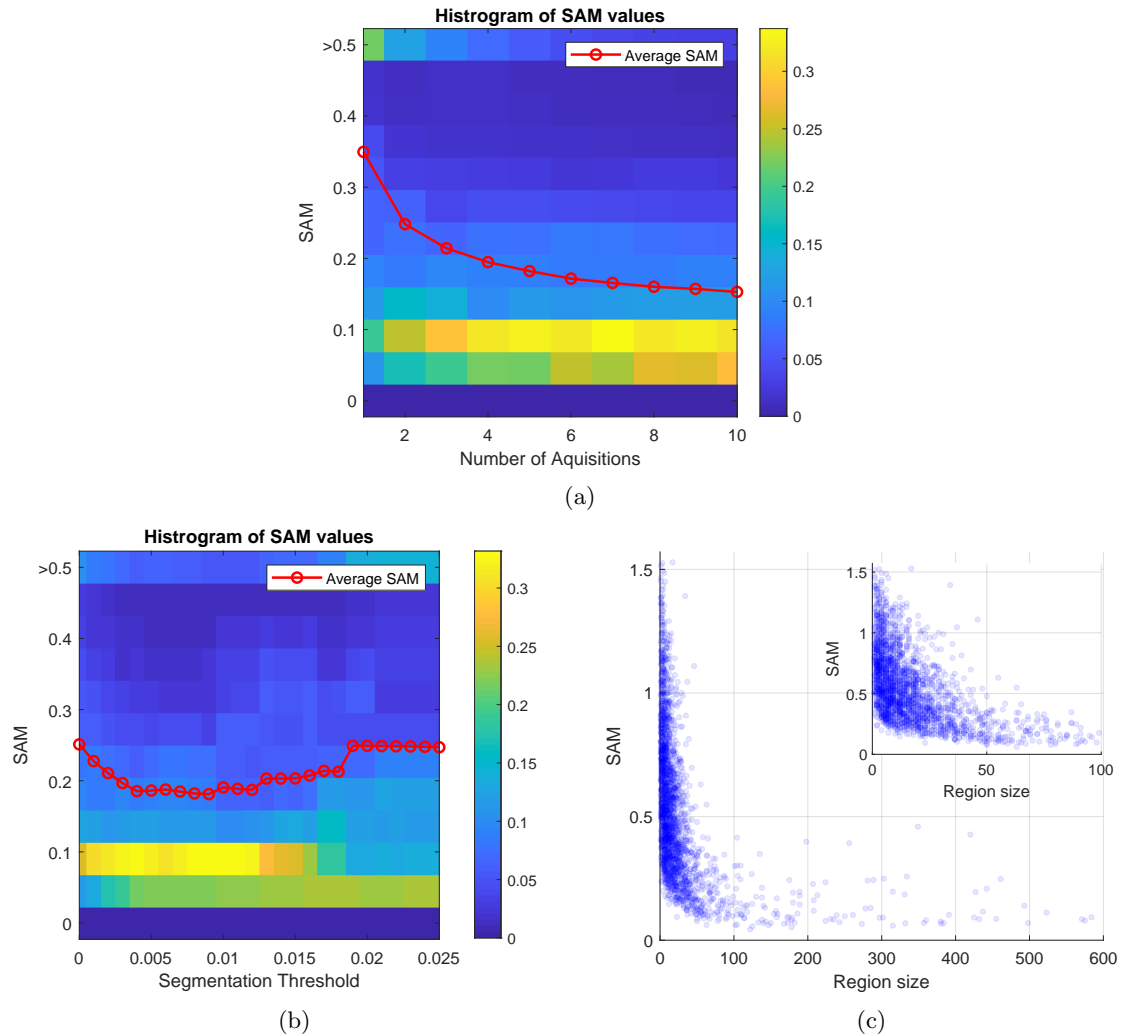 Histrogram of SAM values
>0.5
0.4
0.3
0.2
0.1
0
SAM
Average SAM
0.3
0.25
0.2
0.15
0.1
0.05
0
2 4 6 8 10
Number of Aquisitions
(a)
Histrogram of SAM values
>0.5
0.4
0.3
0.2
0.1
0
SAM
Average SAM
0.3
0.25
0.2
0.15
0.1
0.05
0
0 0.005 0.01 0.015 0.02 0.025
Segmentation Threshold
(b)
1.5
1
0.5
0
SAM
1.5
1
0.5
0
SAM
0 50 100
Region size
0 100 200 300 400 500 600
Region size
(c)